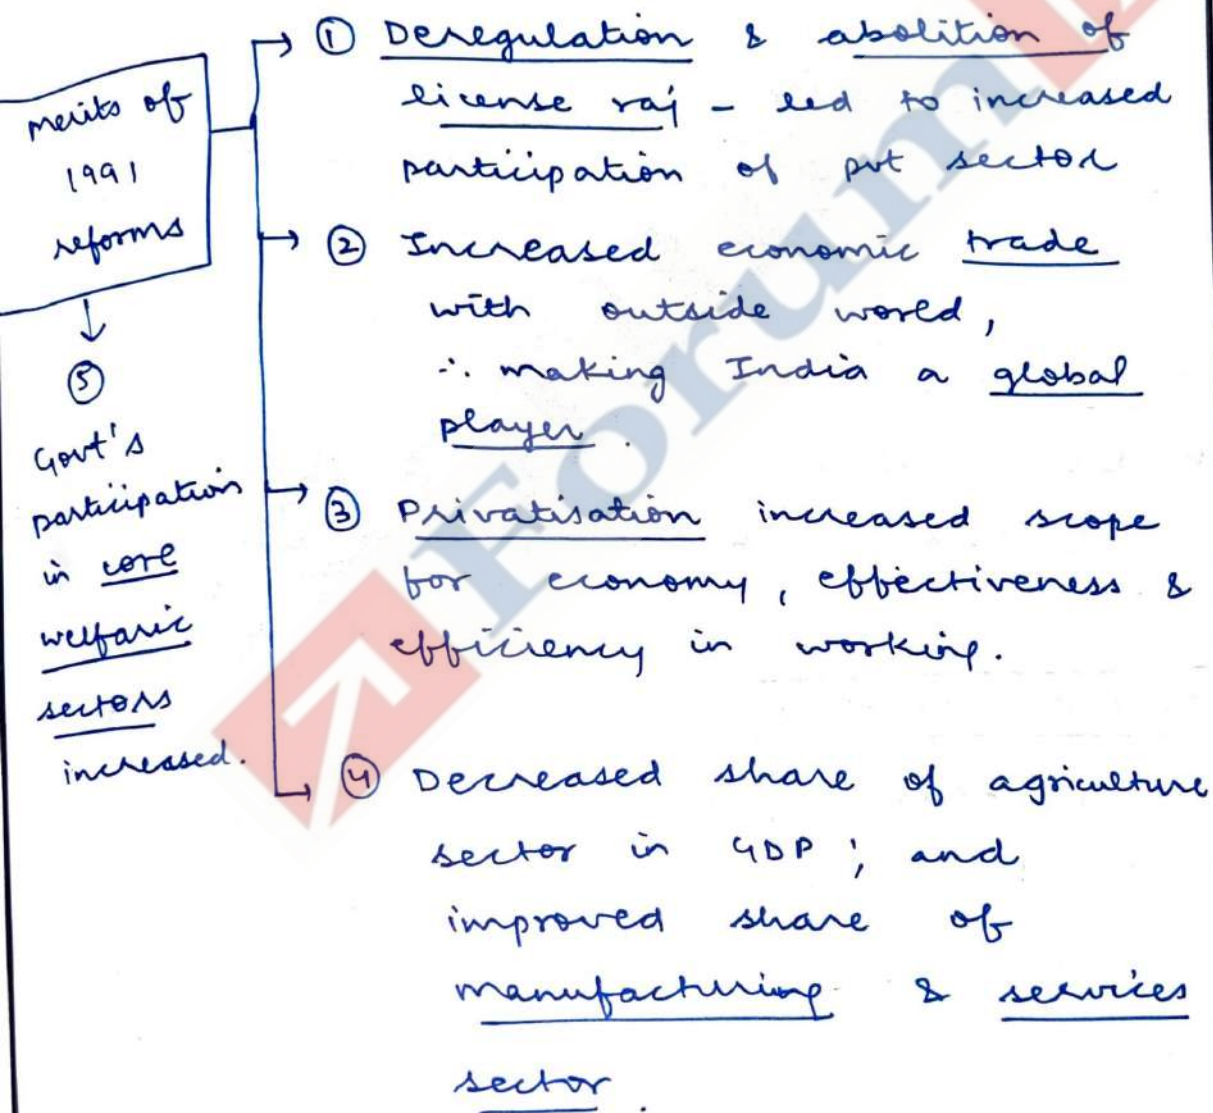 merits of
1991
reforms
① Deregulation & abolition of
license raj - led to increased
participation of pvt sector
② Increased economic trade
with outside world,
∴ making India a global
player.
③ Privatisation increased scope
for economy, effectiveness &
efficiency in working.
④ Decreased share of agriculture
sector in GDP; and
improved share of
manufacturing & services
sector.
⑤
Govt's
participation
in core
welfaric
sectors
increased.
Forum